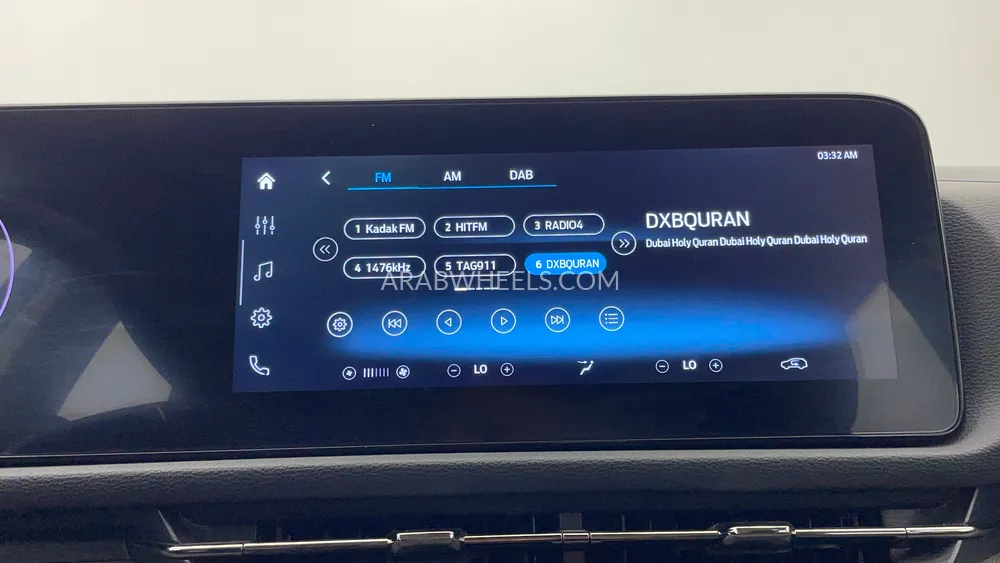 03:32 AM
FM AM DAB
1 Kadak FM 2 HITFM 3 RADIO4
DXBQURAN
Dubai Holy Quran Dubai Holy Quran Dubai Holy Quran
4 1476kHz 5 TAG911 6 DXBQURAN
ARABWHEELS.COM
LO LO